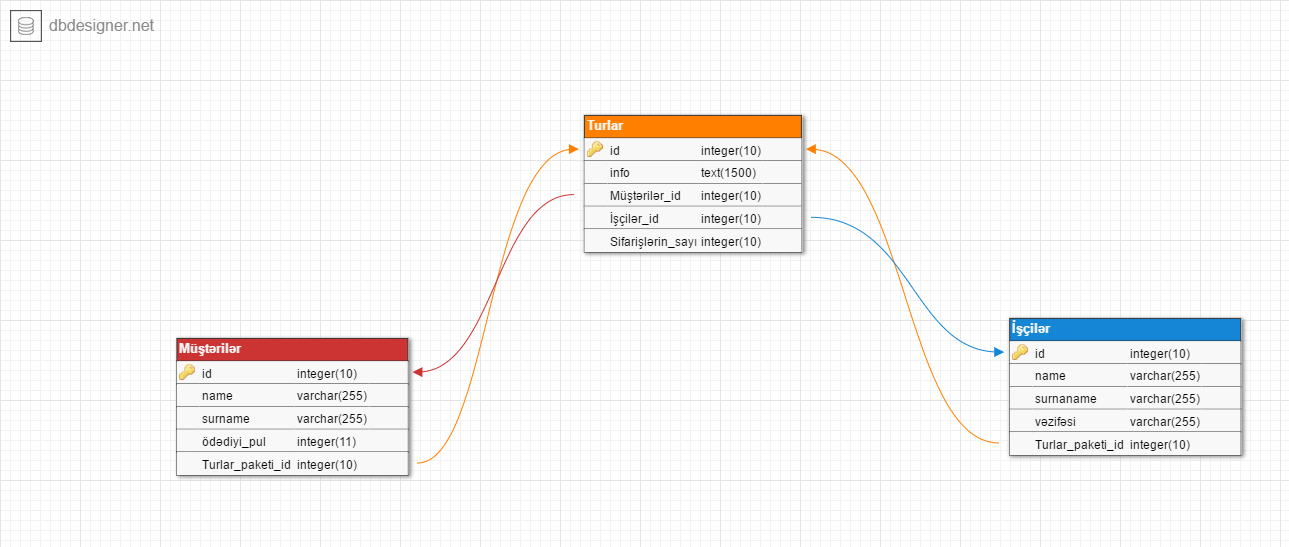 dbdesigner.net
Turlar
id integer(10)
info text(1500)
Müştərilər_id integer(10)
İşçilər_id integer(10)
Sifarişlərin_sayı integer(10)
Müştərilər
id integer(10)
name varchar(255)
surname varchar(255)
ödədiyi_pul integer(11)
Turlar_paketi_id integer(10)
İşçilər
id integer(10)
name varchar(255)
surnaname varchar(255)
vəzifəsi varchar(255)
Turlar_paketi_id integer(10)